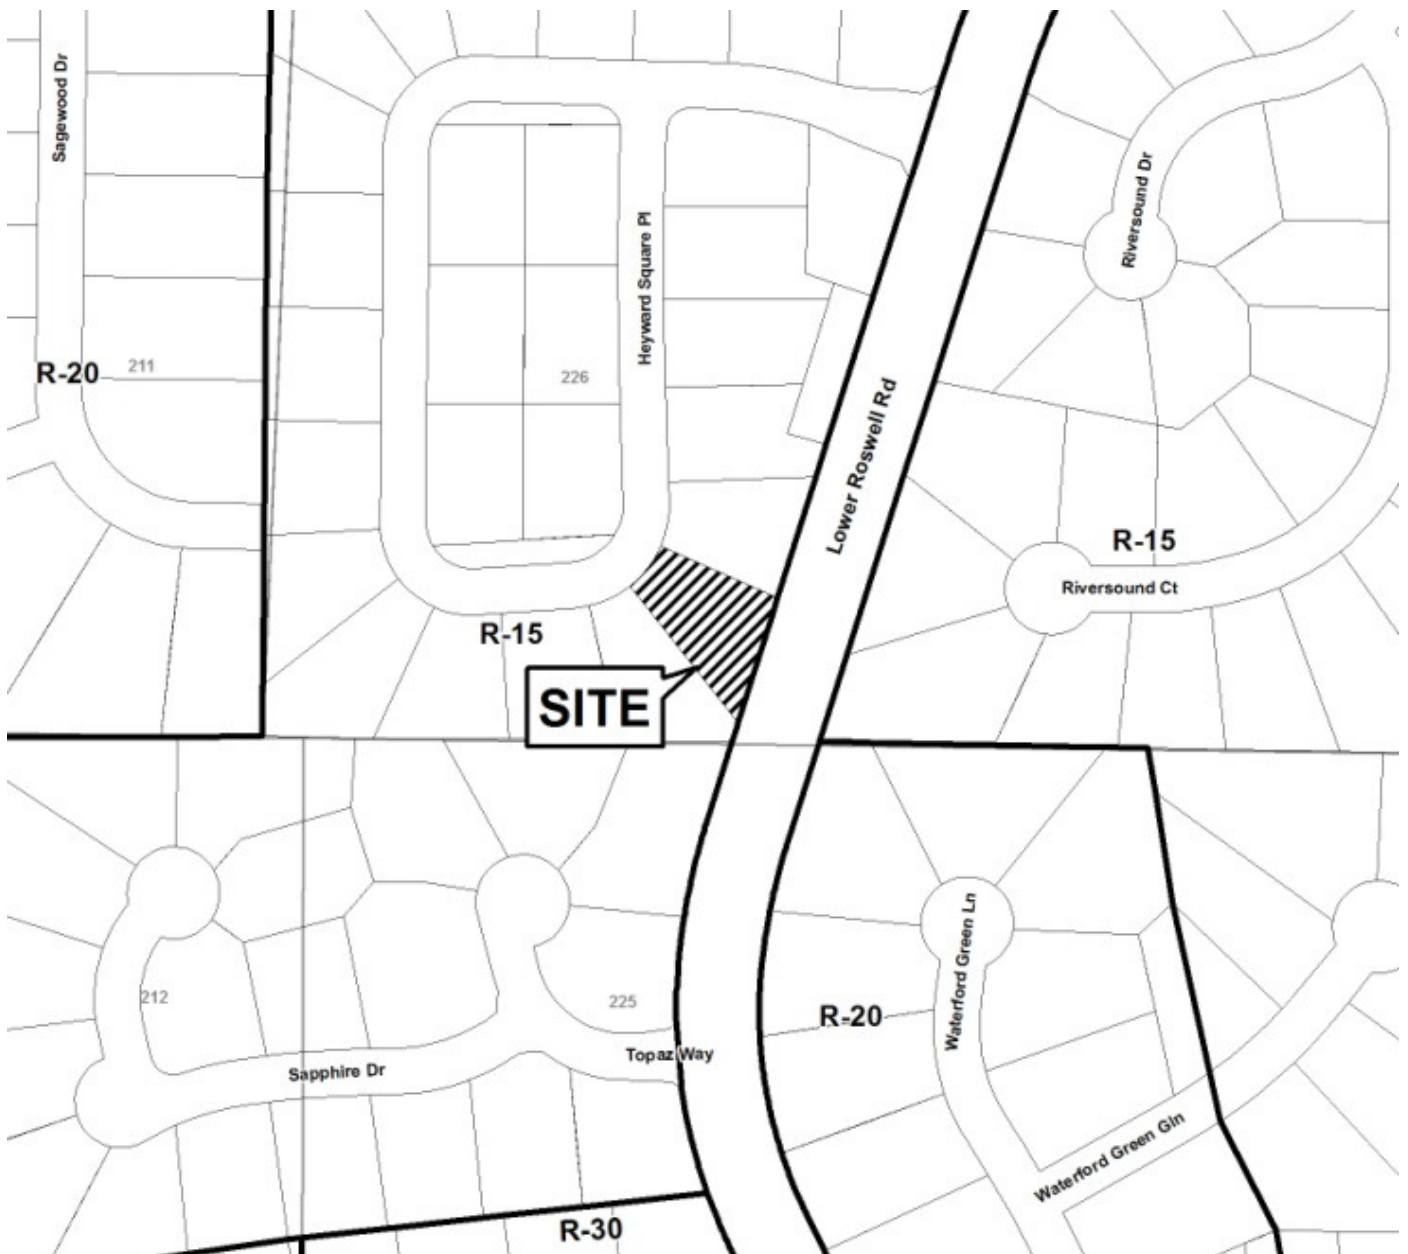 Sagewood Dr
Riversound Dr
Heyward Square Pl
R-20
211
226
Lower Roswell Rd
R-15
Riversound Ct
R-15
SITE
Waterford Green Ln
212
225
R-20
Topaz Way
Sapphire Dr
Waterford Green Gln
R-30